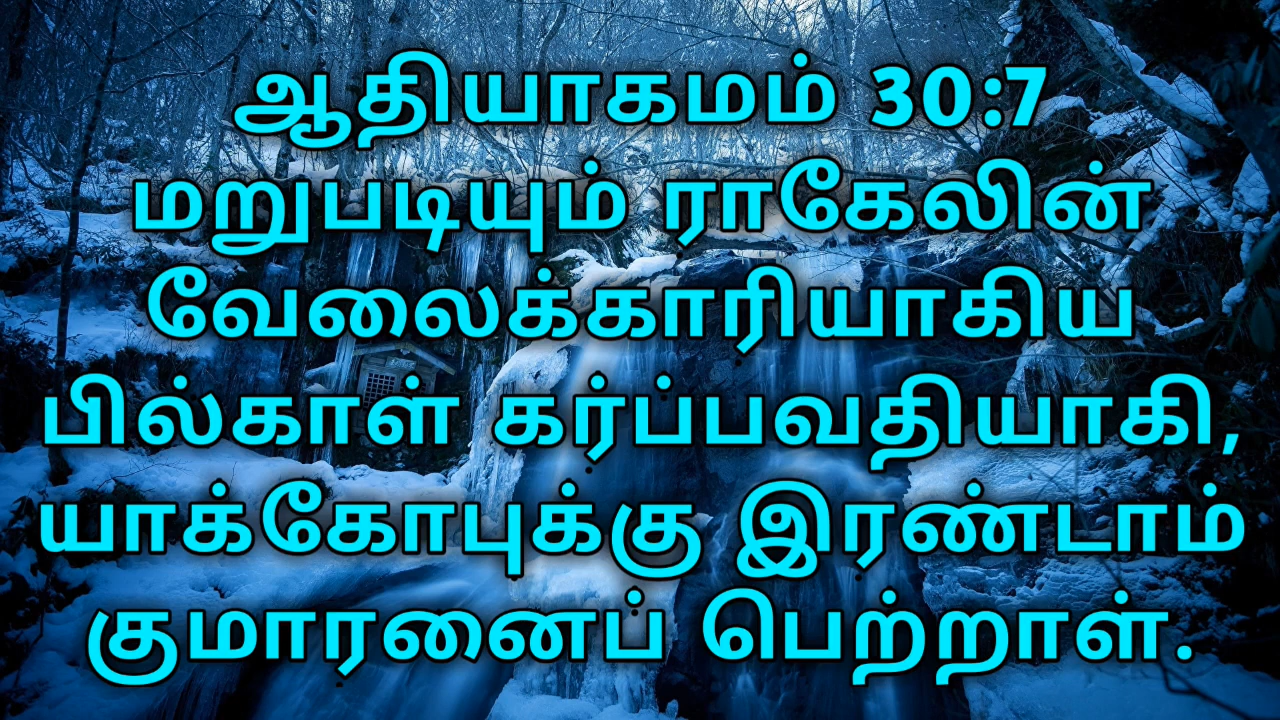 ஆதியாகமம் 30:7
மறுபடியும் ராகேலின்
வேலைக்காரியாகிய
பில்காள் கர்ப்பவதியாகி,
யாக்கோபுக்கு இரண்டாம்
குமாரனைப் பெற்றாள்.